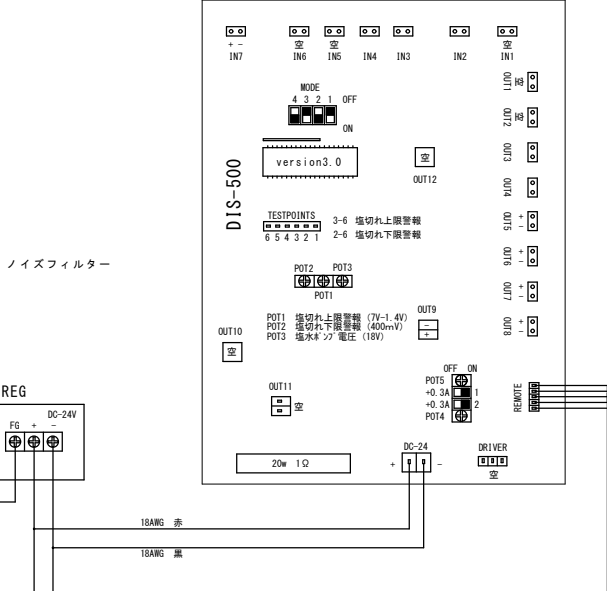 + -
空
空
空
IN7
IN6
IN5
IN4
IN3
IN2
IN1
MODE
4 3 2 1
OFF
ON
OUT1
空
OUT2
空
OUT3
OUT4
OUT5
+
-
OUT6
+
-
OUT7
+
-
OUT8
+
-
version3.0
空
OUT12
DIS-500
TESTPOINTS
6 5 4 3 2 1
3-6 塩切れ上限警報
2-6 塩切れ下限警報
ノイズフィルター
POT2
POT3
POT1
POT1 塩切れ上限警報 (7V-1.4V)
POT2 塩切れ下限警報 (400mV)
POT3 塩水ポンプ電圧 (18V)
OUT9
-
+
OUT10
空
OUT11
空
OFF ON
POT5
+0.3A
1
+0.3A
2
POT4
REMOTE
REG
DC-24V
FG + -
20w 1Ω
DC-24
+
-
DRIVER
空
18AWG 赤
18AWG 黒